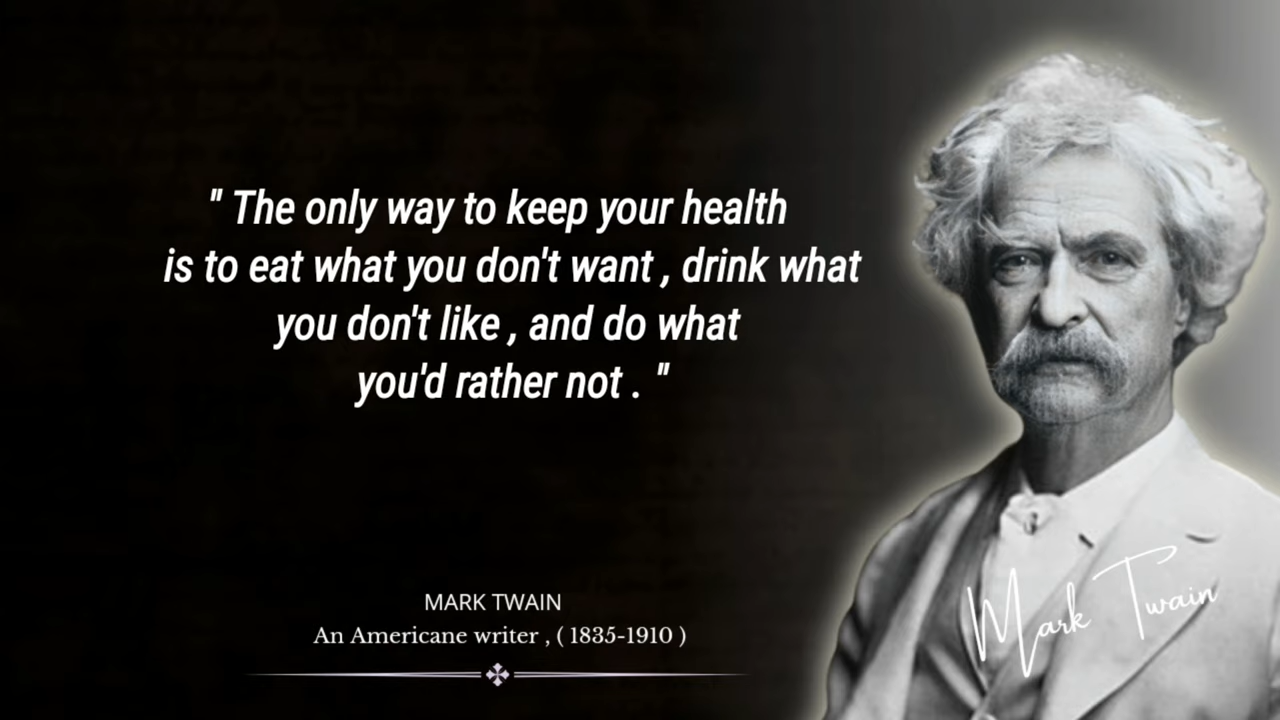 " The only way to keep your health
is to eat what you don't want , drink what
you don't like , and do what
you'd rather not . "
MARK TWAIN
An Americane writer , ( 1835-1910 )
Mark Twain